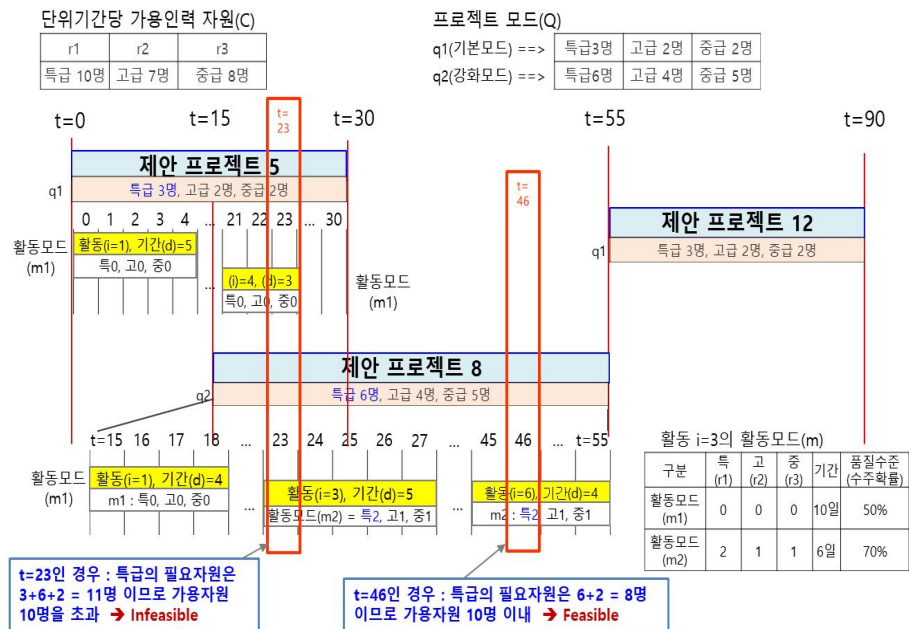 단위기간당 가용인력 자원(C)
r1 r2 r3
특급 10명 고급 7명 중급 8명
프로젝트 모드(Q)
q1(기본모드) ==> 특급3명 고급 2명 중급 2명
q2(강화모드) ==> 특급6명 고급 4명 중급 5명
t=0 t=15 t=30 t=55 t=90
t=
23
제안 프로젝트 5
q1 특급 3명, 고급 2명, 중급 2명
0 1 2 3 4 ... 21 22 23 ... 30
활동모드
(m1)
활동(i=1), 기간(d)=5
특0, 고0, 중0
...
(i)=4, (d)=3
특0, 고0, 중0
활동모드
(m1)
t=
46
제안 프로젝트 12
q1 특급 3명, 고급 2명, 중급 2명
제안 프로젝트 8
q2 특급 6명, 고급 4명, 중급 5명
t=15 16 17 18 ... 23 24 25 26 27 ... 45 46 ... t=55
활동모드
(m1)
활동(i=1), 기간(d)=4
m1 : 특0, 고0, 중0
...
활동(i=3), 기간(d)=5
활동모드(m2) = 특2, 고1, 중1
...
활동(i=6), 기간(d)=4
m2 : 특2, 고1, 중1
...
활동 i=3의 활동모드(m)
구분 특(r1) 고(r2) 중(r3) 기간 품질수준(수주확률)
활동모드(m1) 0 0 0 10일 50%
활동모드(m2) 2 1 1 6일 70%
t=23인 경우 : 특급의 필요자원은
3+6+2 = 11명 이므로 가용자원
10명을 초과 ➔ Infeasible
t=46인 경우 : 특급의 필요자원은 6+2 = 8명
이므로 가용자원 10명 이내 ➔ Feasible